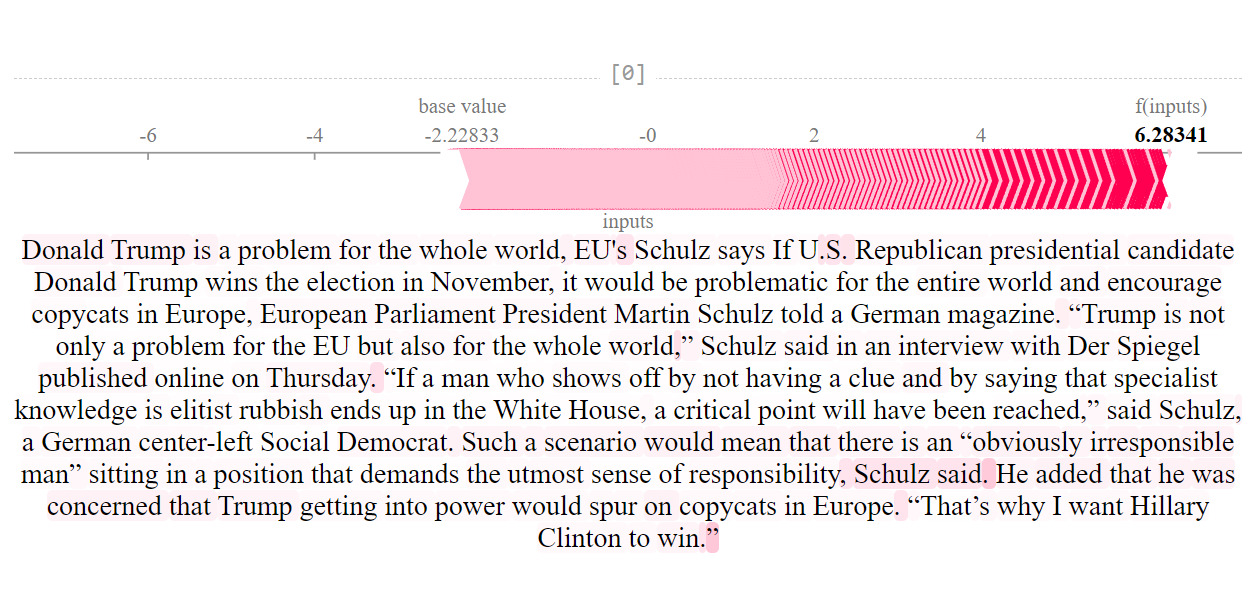 [0]
base value
f(inputs)
-6
-4
-2.22833
-0
2
4
6.28341
inputs
Donald Trump is a problem for the whole world, EU's Schulz says If U.S. Republican presidential candidate
Donald Trump wins the election in November, it would be problematic for the entire world and encourage
copycats in Europe, European Parliament President Martin Schulz told a German magazine. “Trump is not
only a problem for the EU but also for the whole world,” Schulz said in an interview with Der Spiegel
published online on Thursday. “If a man who shows off by not having a clue and by saying that specialist
knowledge is elitist rubbish ends up in the White House, a critical point will have been reached,” said Schulz,
a German center-left Social Democrat. Such a scenario would mean that there is an “obviously irresponsible
man” sitting in a position that demands the utmost sense of responsibility, Schulz said. He added that he was
concerned that Trump getting into power would spur on copycats in Europe. “That’s why I want Hillary
Clinton to win.”